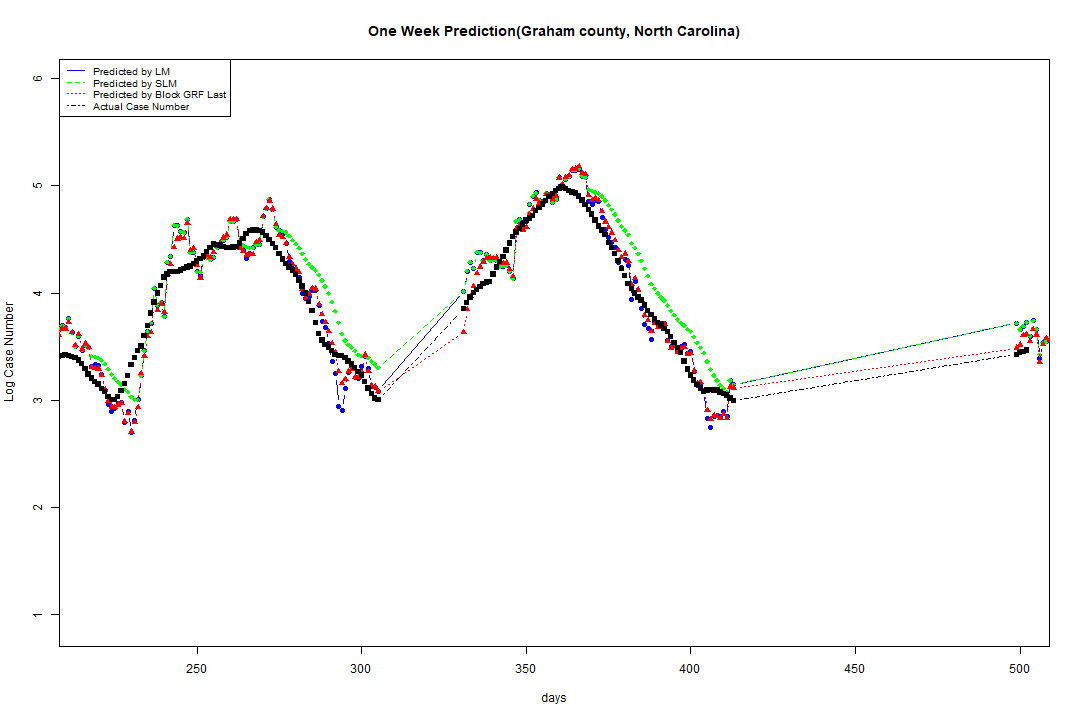 One Week Prediction(Graham county, North Carolina)
Predicted by LM
Predicted by SLM
Predicted by Block GRF Last
Actual Case Number
6
5
4
3
2
1
Log Case Number
250
300
350
400
450
500
days